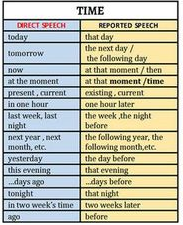 TIME
DIRECT SPEECH REPORTED SPEECH
today that day
tomorrow the next day /
the following day
now at that moment / then
at the moment at that moment /time
present , current existing , current
in one hour one hour later
last week, last the week ,the night
night before
next year , next the following year, the
month, etc. following month,etc.
yesterday the day before
this evening that evening
...days ago ...days before
tonight that night
in two week's time two weeks later
ago before